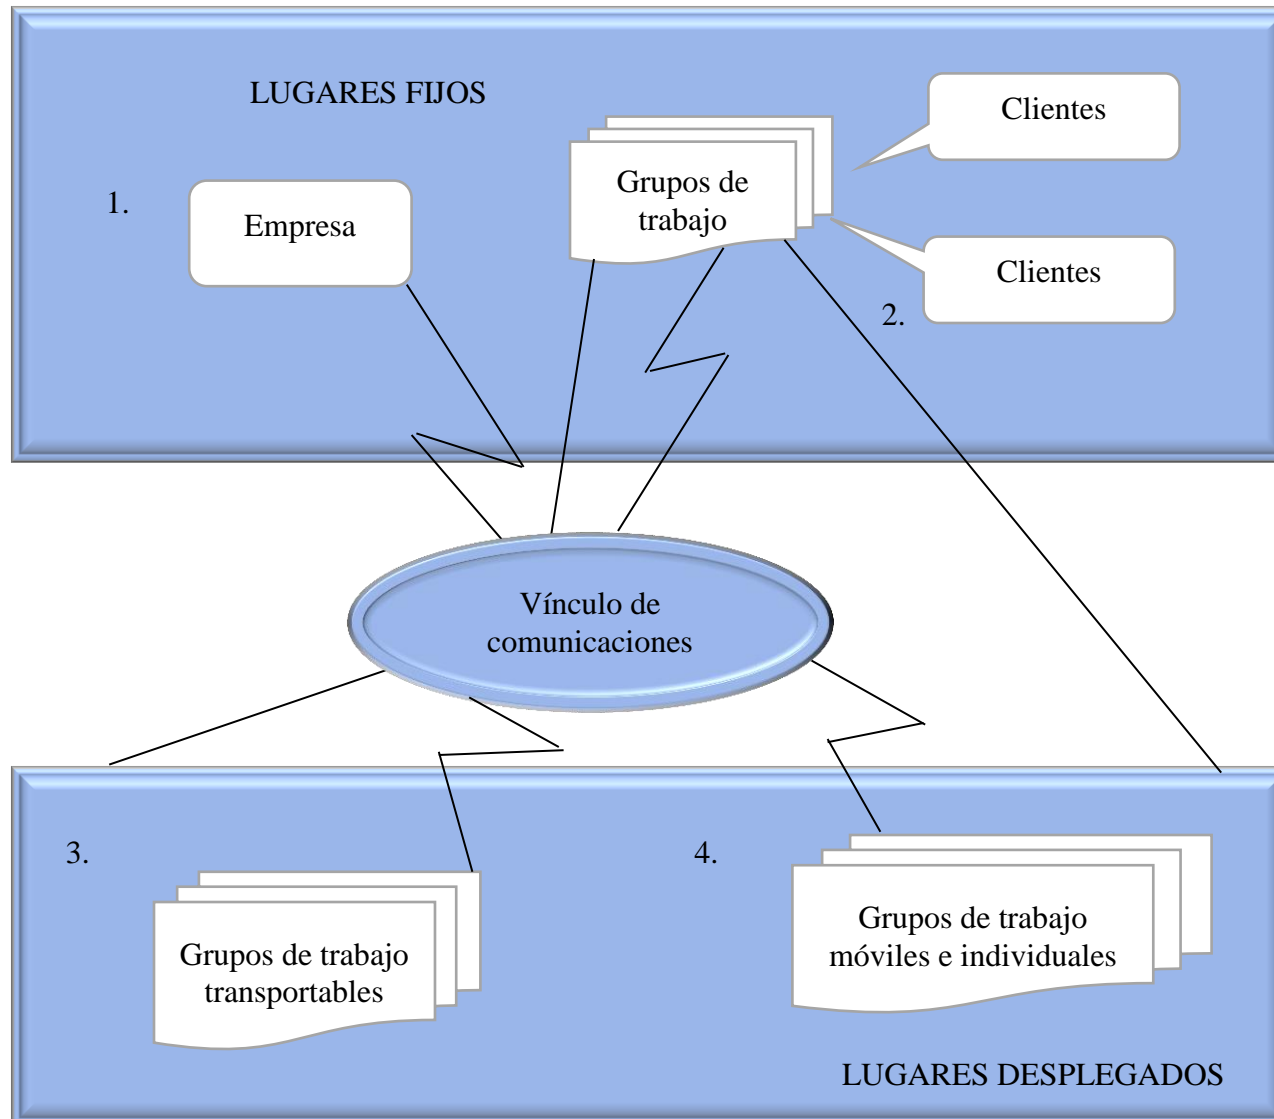 LUGARES FIJOS
Clientes
1.
Empresa
Grupos de
trabajo
Clientes
2.
Vínculo de
comunicaciones
3.
4.
Grupos de trabajo
transportables
Grupos de trabajo
móviles e individuales
LUGARES DESPLEGADOS